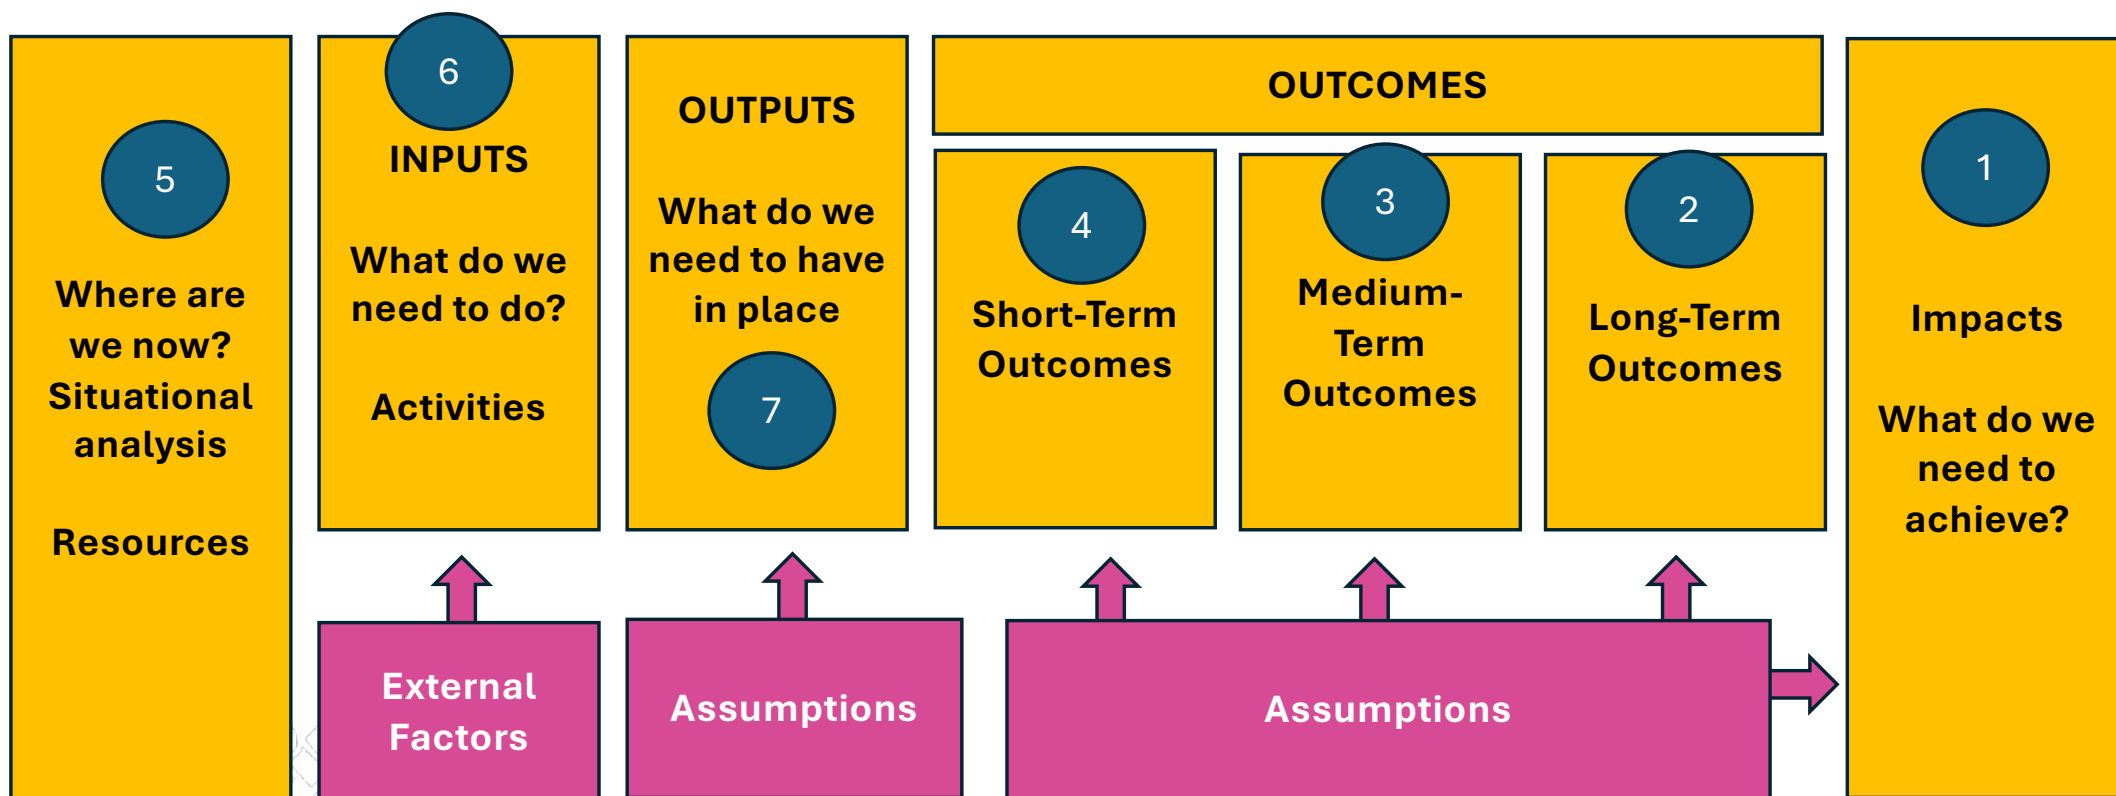 5
Where are
we now?
Situational
analysis
Resources
6
INPUTS
What do we
need to do?
Activities
OUTPUTS
What do we
need to have
in place
7
OUTCOMES
4
Short-Term
Outcomes
3
Medium-
Term
Outcomes
2
Long-Term
Outcomes
1
Impacts
What do we
need to
achieve?
External
Factors
Assumptions
Assumptions